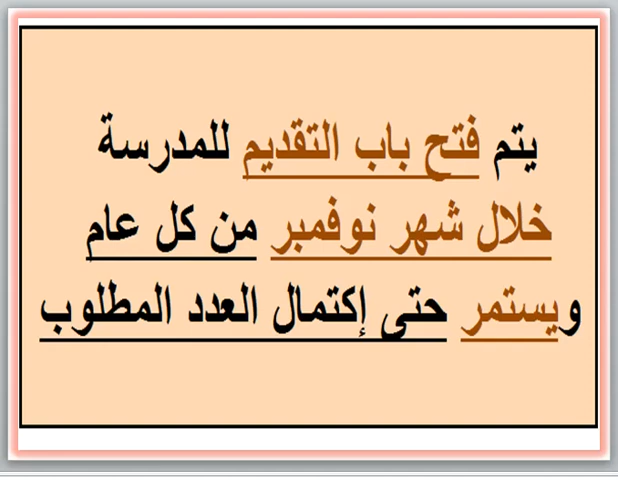 يتم فتح باب التقديم للمدرسة
خلال شهر نوفمبر من كل عام
ويستمر حتى إكتمال العدد المطلوب